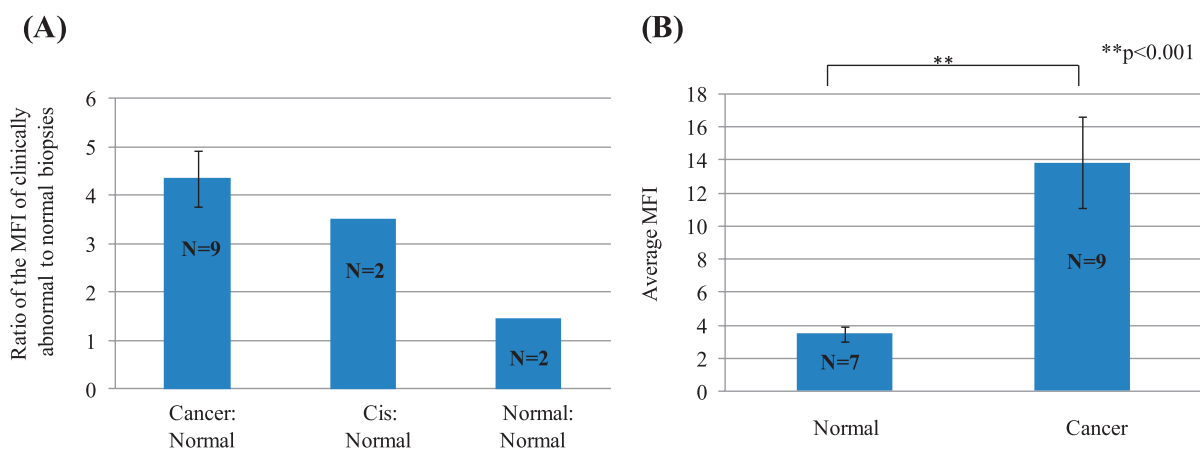 (A)
Ratio of the MFI of clinically
abnormal to normal biopsies
6
5
4
3
2
1
0
N=9
N=2
N=2
Cancer:
Normal
Cis:
Normal
Normal:
Normal
(B)
**p<0.001
**
Average MFI
18
16
14
12
10
8
6
4
2
0
N=7
N=9
Normal
Cancer